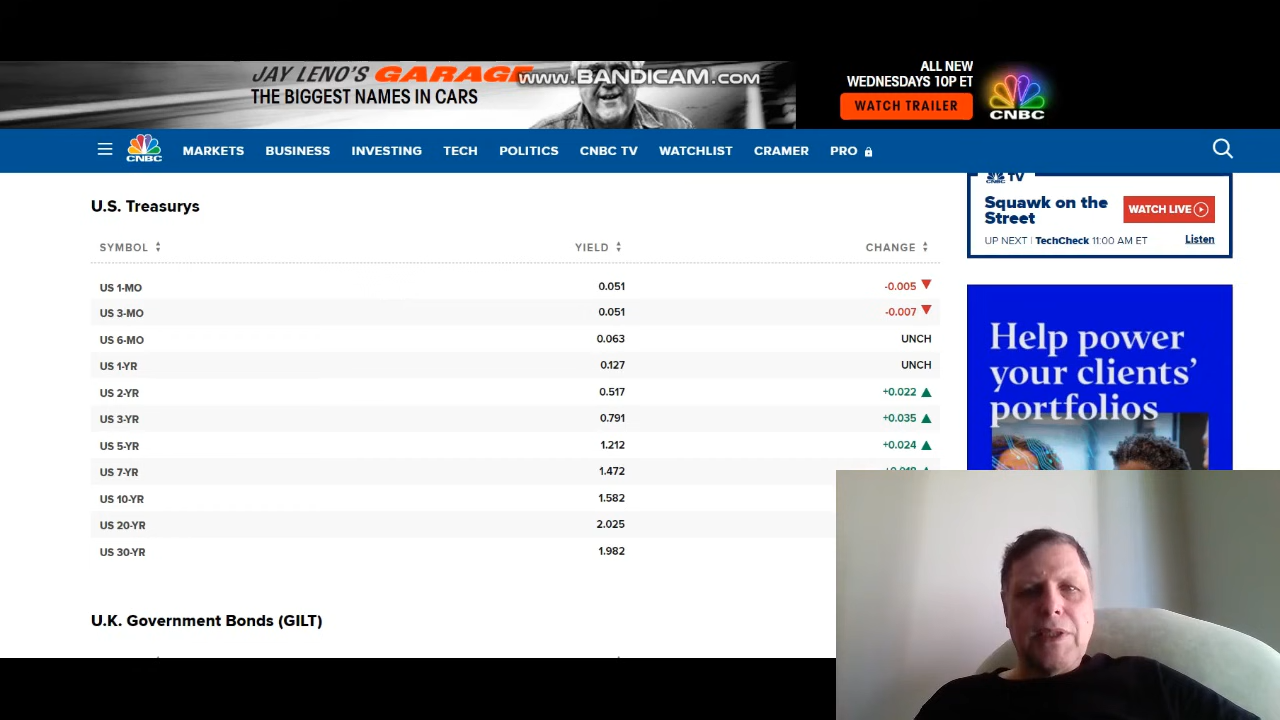 JAY LENO'S GARAGE
www.BANDICAM.com
THE BIGGEST NAMES IN CARS
ALL NEW
WEDNESDAYS 10P ET
WATCH TRAILER
CNBC
CNBC
MARKETS BUSINESS INVESTING TECH POLITICS CNBC TV WATCHLIST CRAMER PRO
U.S. Treasurys
SYMBOL YIELD CHANGE
US 1-MO 0.051 -0.005
US 3-MO 0.051 -0.007
US 6-MO 0.063 UNCH
US 1-YR 0.127 UNCH
US 2-YR 0.517 +0.022
US 3-YR 0.791 +0.035
US 5-YR 1.212 +0.024
US 7-YR 1.472
US 10-YR 1.582
US 20-YR 2.025
US 30-YR 1.982
U.K. Government Bonds (GILT)
TV
Squawk on the
Street
WATCH LIVE
UP NEXT | TechCheck 11:00 AM ET
Listen
Help power
your clients'
portfolios